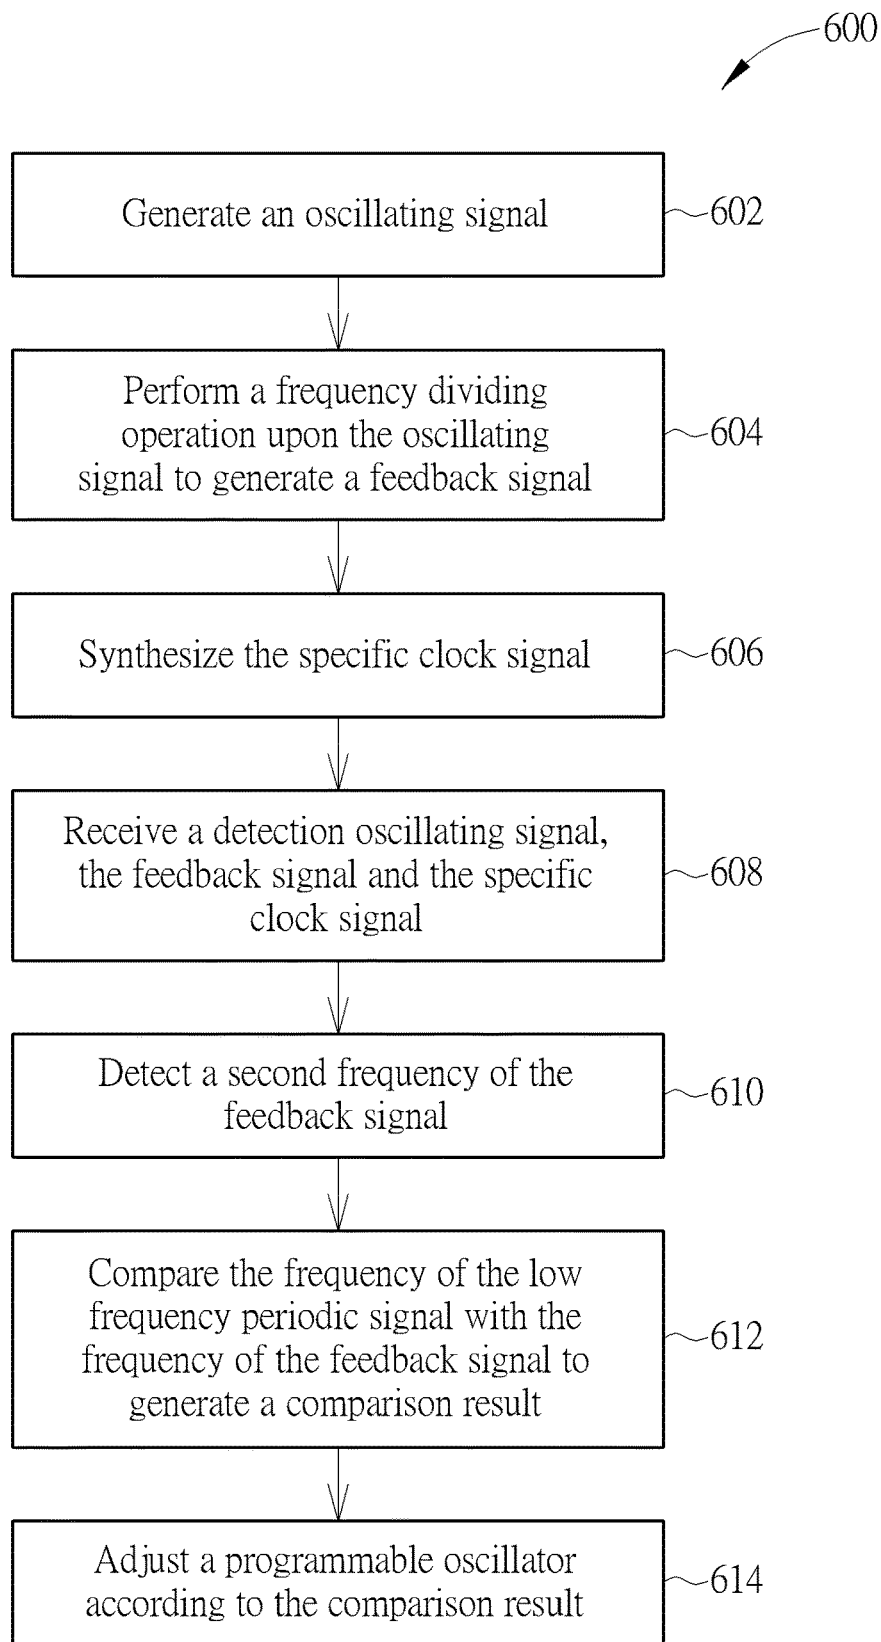 600
Generate an oscillating signal
602
Perform a frequency dividing
operation upon the oscillating
signal to generate a feedback signal
604
Synthesize the specific clock signal
606
Receive a detection oscillating signal,
the feedback signal and the specific
clock signal
608
Detect a second frequency of the
feedback signal
610
Compare the frequency of the low
frequency periodic signal with the
frequency of the feedback signal to
generate a comparison result
612
Adjust a programmable oscillator
according to the comparison result
614